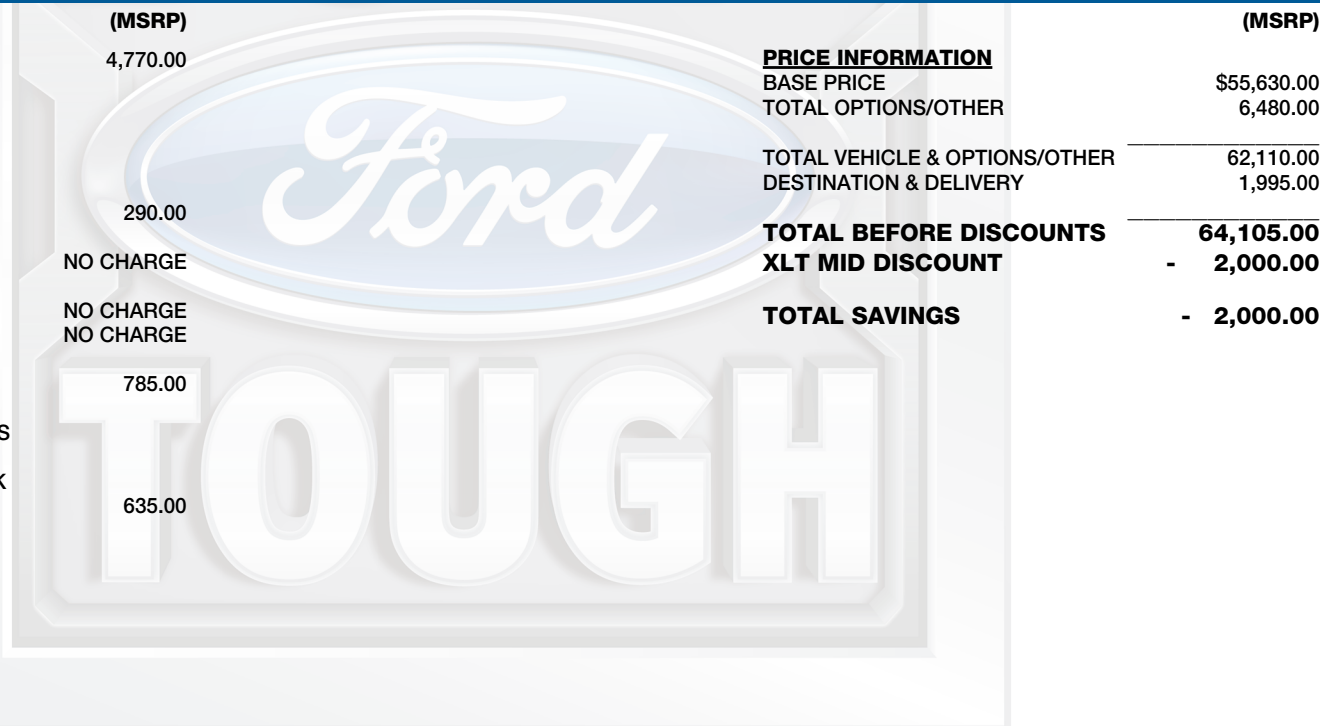 (MSRP)
4,770.00
290.00
NO CHARGE
NO CHARGE
NO CHARGE
785.00
S
K
635.00
Ford
TOUGH
(MSRP)
PRICE INFORMATION
BASE PRICE $55,630.00
TOTAL OPTIONS/OTHER 6,480.00
TOTAL VEHICLE & OPTIONS/OTHER 62,110.00
DESTINATION & DELIVERY 1,995.00
TOTAL BEFORE DISCOUNTS 64,105.00
XLT MID DISCOUNT - 2,000.00
TOTAL SAVINGS - 2,000.00